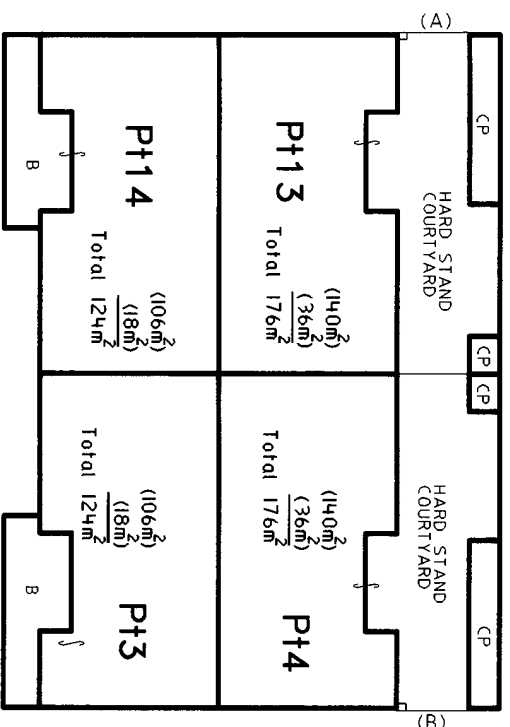 (A)
CP
HARD STAND
COURTYARD
CP
CP
HARD STAND
COURTYARD
CP
(B)
Pt13
(140m²)
(36m²)
Total 176m²
Pt4
(140m²)
(36m²)
Total 176m²
Pt14
(106m²)
(18m²)
Total 124m²
Pt3
(106m²)
(18m²)
Total 124m²
B
B